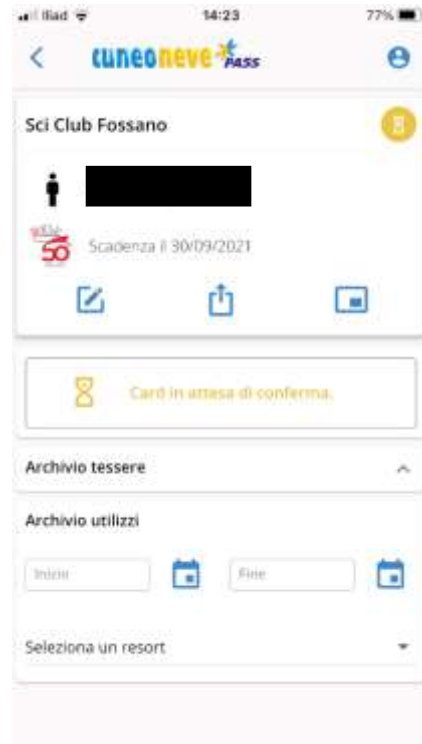 Iliad 14:23 77%
cuneoneve PASS
Sci Club Fossano
50
Scadenza il 30/09/2021
Card in attesa di conferma.
Archivio tessere
Archivio utilizzi
Inizio Fine
Seleziona un resort